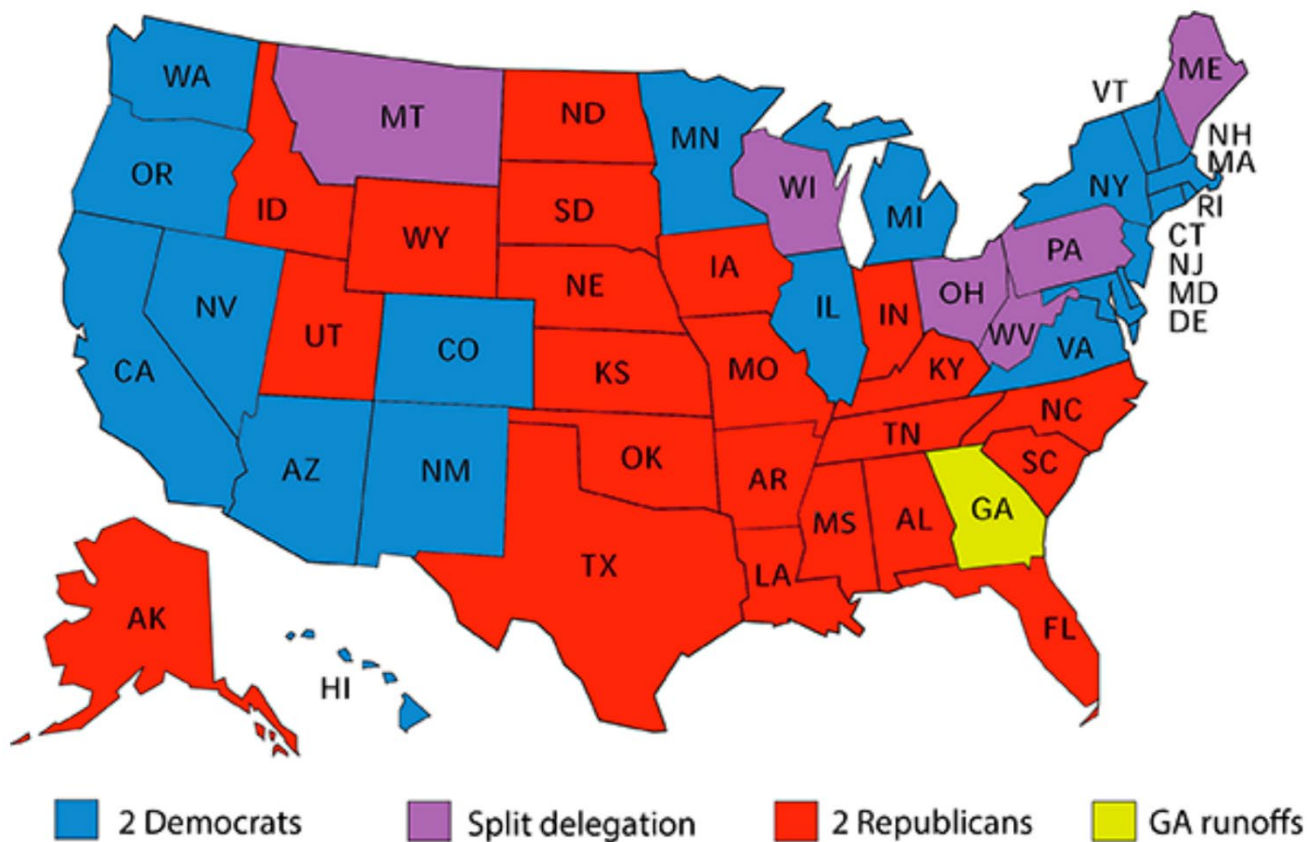 WA
MT
ND
MN
VT
ME
OR
ID
WY
SD
WI
MI
NY
NH
MA
RI
CT
NJ
MD
DE
PA
NV
UT
CO
NE
IA
IL
IN
OH
WV
VA
CA
KS
MO
KY
NC
TN
SC
AZ
NM
OK
AR
MS
AL
GA
TX
LA
FL
AK
HI
2 Democrats
Split delegation
2 Republicans
GA runoffs